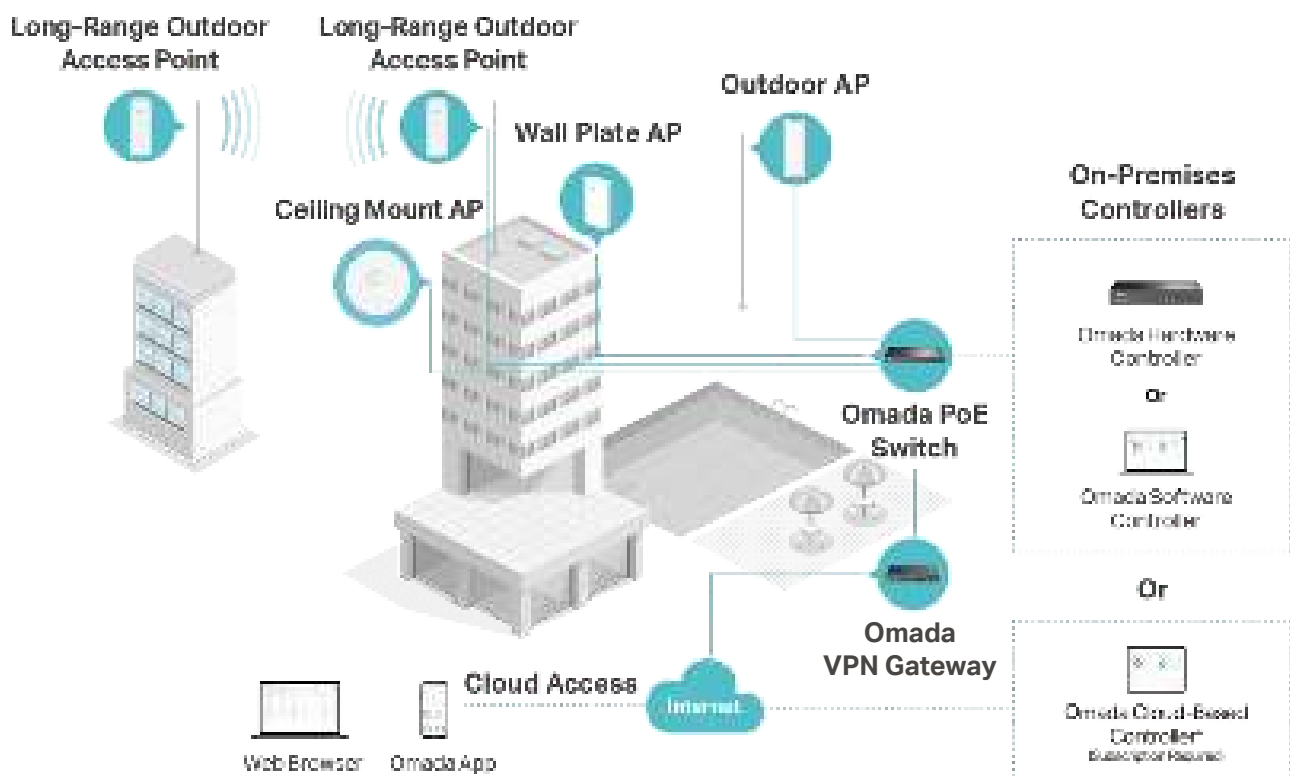 Long-Range Outdoor
Access Point
Long-Range Outdoor
Access Point
Outdoor AP
Wall Plate AP
Ceiling Mount AP
On-Premises
Controllers
Omada Hardware
Controller
Or
Omada Software
Controller
Omada PoE
Switch
Or
Omada
VPN Gateway
Cloud Access
Internet
Omada Cloud-Based
Controller*
(Subscription Required)
Web Browser
Omada App